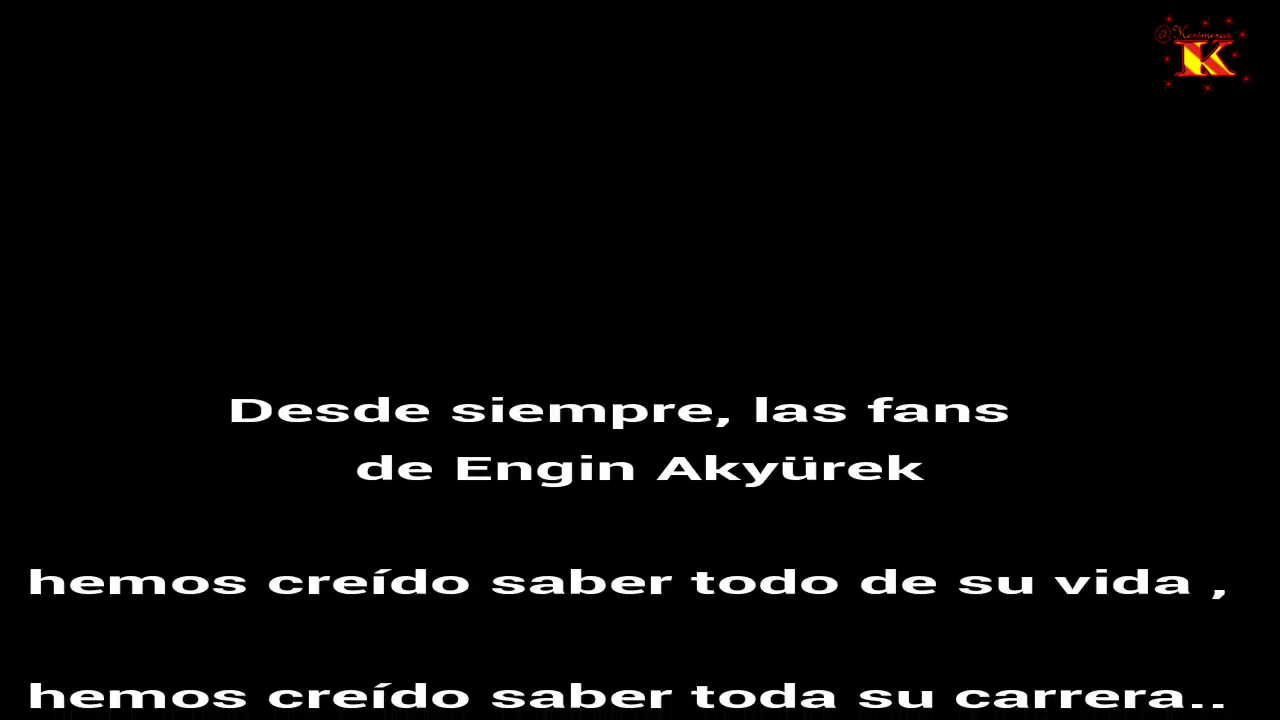 @Kerimeras
K
Desde siempre, las fans
de Engin Akyürek
hemos creído saber todo de su vida ,
hemos creído saber toda su carrera..